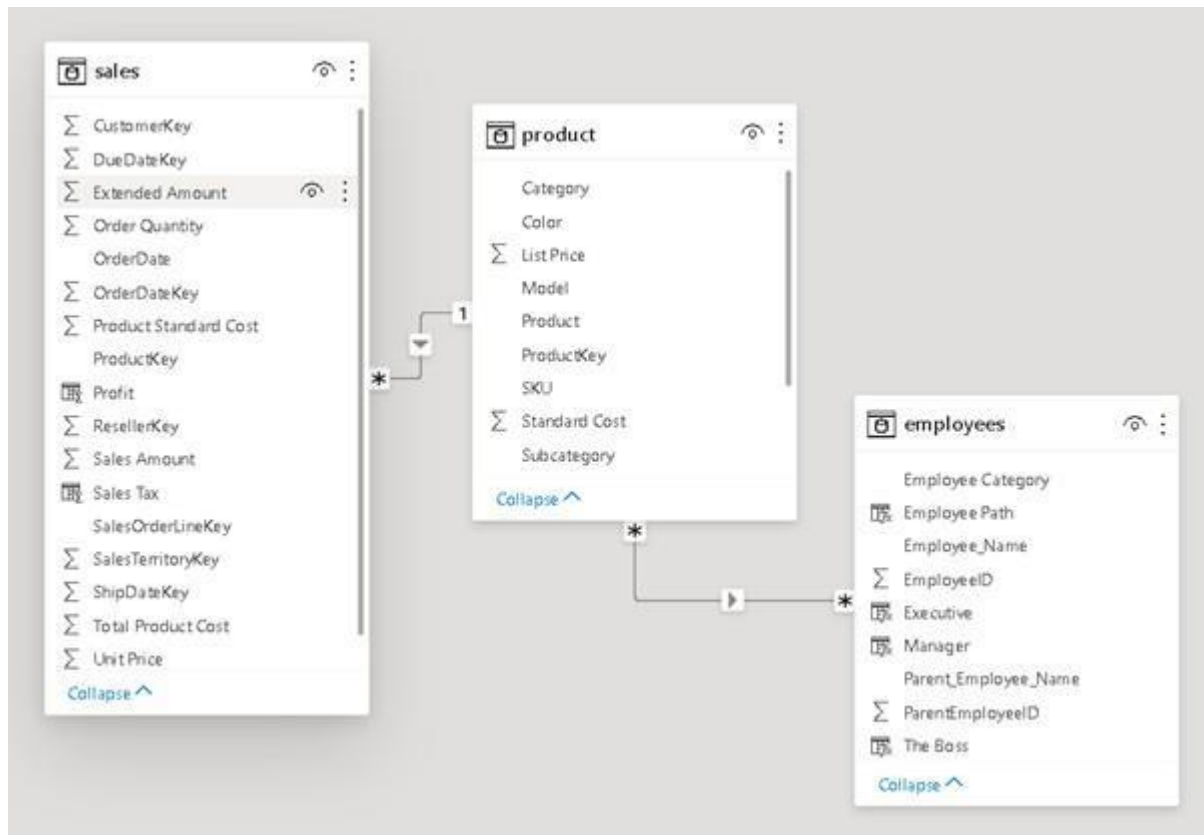 sales
CustomerKey
DueDateKey
Extended Amount
Order Quantity
OrderDate
OrderDateKey
Product Standard Cost
ProductKey
Profit
ResellerKey
Sales Amount
Sales Tax
SalesOrderLineKey
SalesTerritoryKey
ShipDateKey
Total Product Cost
Unit Price
Collapse
1
*
product
Category
Color
List Price
Model
Product
ProductKey
SKU
Standard Cost
Subcategory
Collapse
*
*
employees
Employee Category
Employee Path
Employee_Name
EmployeeID
Executive
Manager
Parent_Employee_Name
ParentEmployeeID
The Boss
Collapse